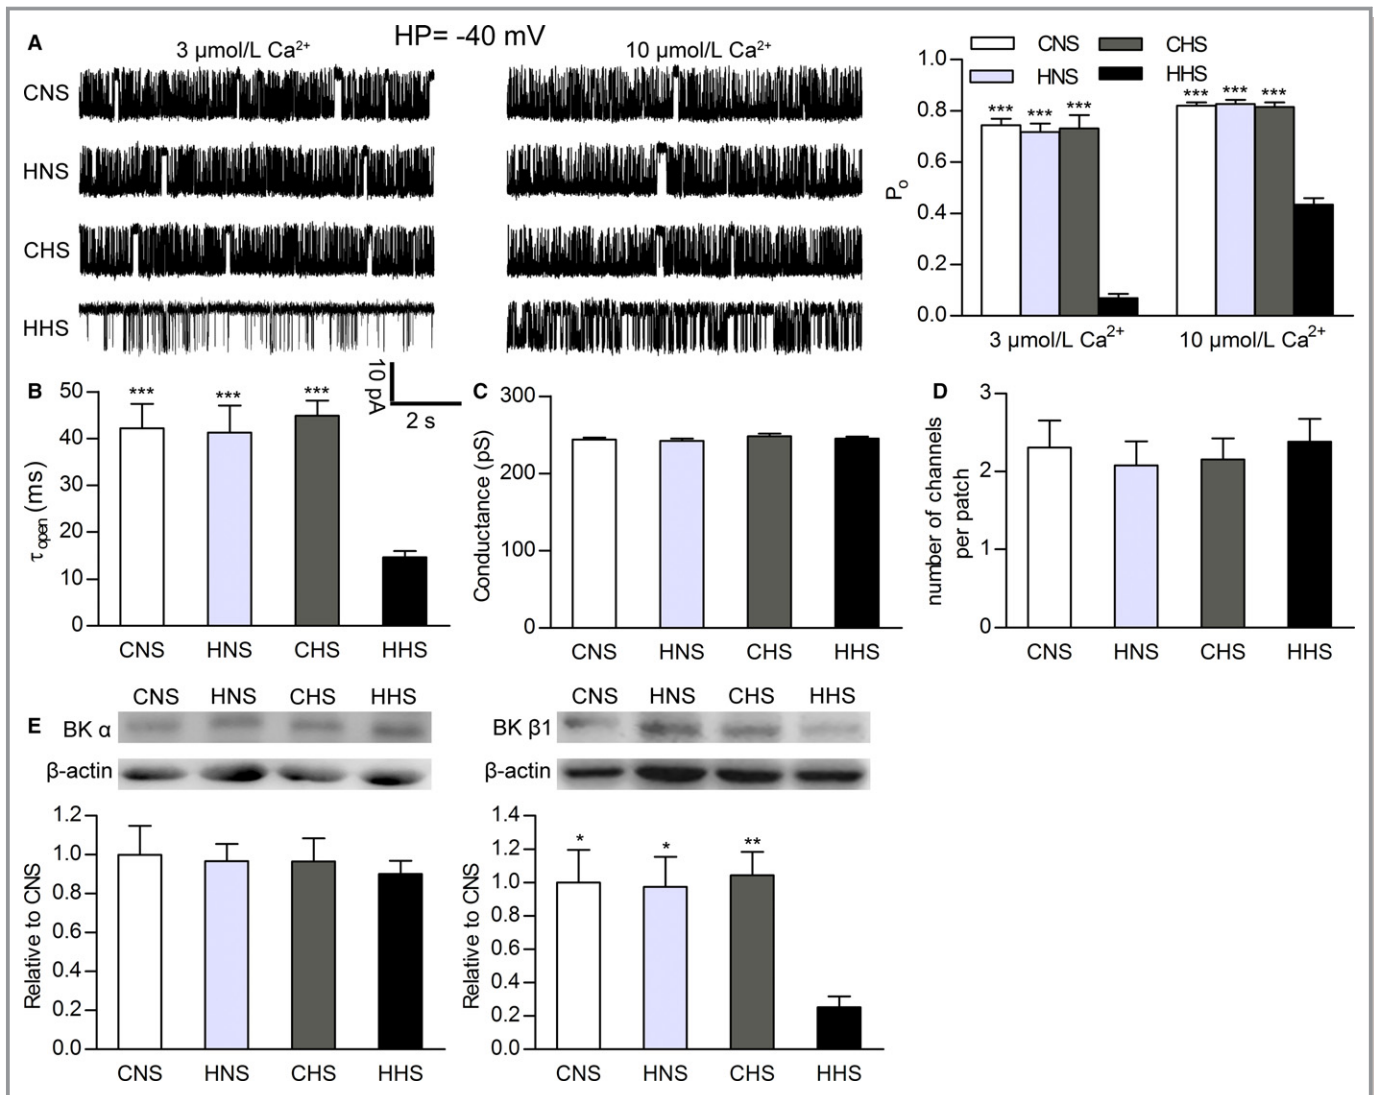 A
HP= -40 mV
3 µmol/L Ca²⁺
10 µmol/L Ca²⁺
CNS
HNS
CHS
HHS
10 pA
2 s
CNS CHS
HNS HHS
1.0
0.8
0.6
0.4
0.2
0.0
Pₒ
*** *** ***
*** *** ***
3 µmol/L Ca²⁺ 10 µmol/L Ca²⁺
B
50
40
30
20
10
0
τopen (ms)
*** *** ***
CNS HNS CHS HHS
C
300
200
100
0
Conductance (pS)
CNS HNS CHS HHS
D
3
2
1
0
number of channels
per patch
CNS HNS CHS HHS
E
CNS HNS CHS HHS
BK α
β-actin
1.2
1.0
0.8
0.6
0.4
0.2
0.0
Relative to CNS
CNS HNS CHS HHS
CNS HNS CHS HHS
BK β1
β-actin
1.4
1.2
1.0
0.8
0.6
0.4
0.2
0.0
Relative to CNS
* * **
CNS HNS CHS HHS